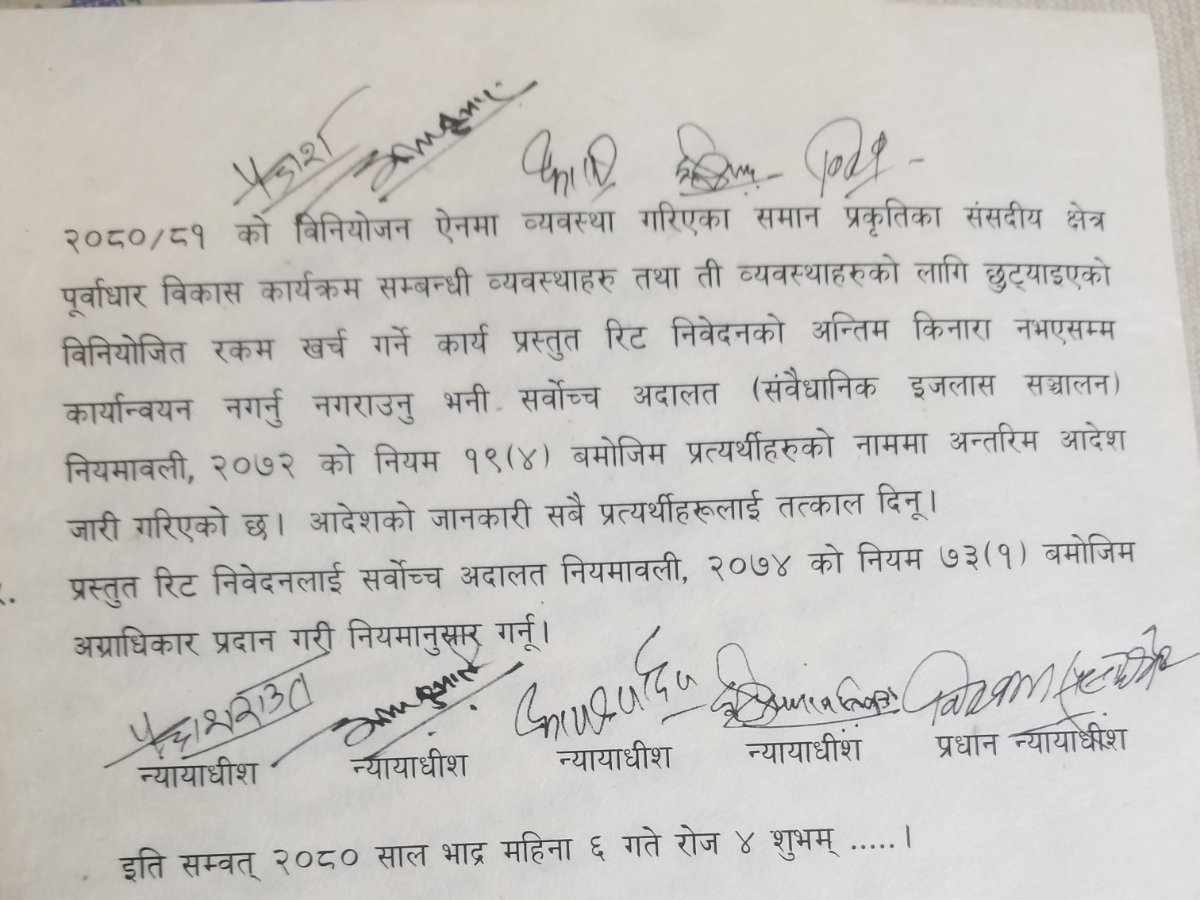 प्रकाश
२०८०/८१ को विनियोजन ऐनमा व्यवस्था गरिएका समान प्रकृतिका संसदीय क्षेत्र
पूर्वाधार विकास कार्यक्रम सम्बन्धी व्यवस्थाहरु तथा ती व्यवस्थाहरुको लागि छुट्याइएको
विनियोजित रकम खर्च गर्ने कार्य प्रस्तुत रिट निवेदनको अन्तिम किनारा नभएसम्म
कार्यान्वयन नगर्नु नगराउनु भनी सर्वोच्च अदालत (संवैधानिक इजलास सञ्चालन)
नियमावली, २०७२ को नियम १९(४) बमोजिम प्रत्यर्थीहरुको नाममा अन्तरिम आदेश
जारी गरिएको छ। आदेशको जानकारी सबै प्रत्यर्थीहरूलाई तत्काल दिनू।
प्रस्तुत रिट निवेदनलाई सर्वोच्च अदालत नियमावली, २०७४ को नियम ७३(१) बमोजिम
अग्राधिकार प्रदान गरी नियमानुसार गर्नू।
न्यायाधीश न्यायाधीश न्यायाधीश न्यायाधीश प्रधान न्यायाधीश
इति सम्वत् २०८० साल भाद्र महिना ६ गते रोज ४ शुभम् .....।